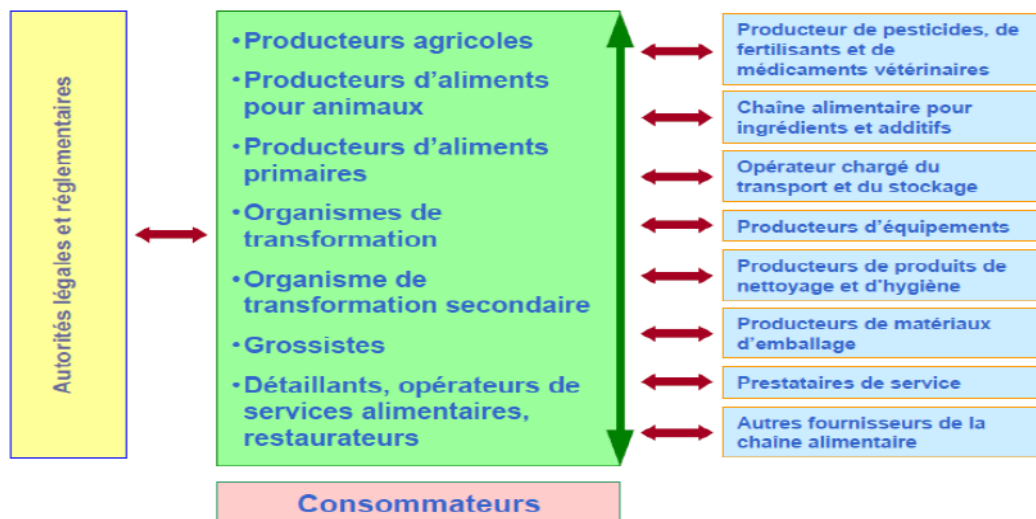 Autorités légales et réglementaires
•Producteurs agricoles
•Producteurs d'aliments
pour animaux
•Producteurs d'aliments
primaires
•Organismes de
transformation
•Organisme de
transformation secondaire
•Grossistes
•Détaillants, opérateurs de
services alimentaires,
restaurateurs
Producteur de pesticides, de
fertilisants et de
médicaments vétérinaires
Chaîne alimentaire pour
ingrédients et additifs
Opérateur chargé du
transport et du stockage
Producteurs d'équipements
Producteurs de produits de
nettoyage et d'hygiène
Producteurs de matériaux
d'emballage
Prestataires de service
Autres fournisseurs de la
chaîne alimentaire
Consommateurs